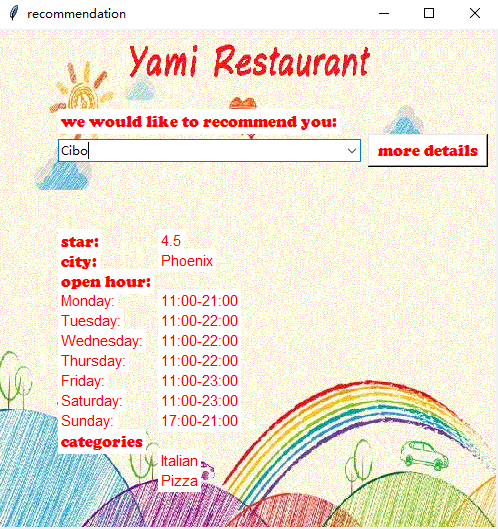 recommendation
Yami Restaurant
we would like to recommend you:
Cibo
more details
star: 4.5
city: Phoenix
open hour:
Monday: 11:00-21:00
Tuesday: 11:00-22:00
Wednesday: 11:00-22:00
Thursday: 11:00-22:00
Friday: 11:00-23:00
Saturday: 11:00-23:00
Sunday: 17:00-21:00
categories
Italian
Pizza